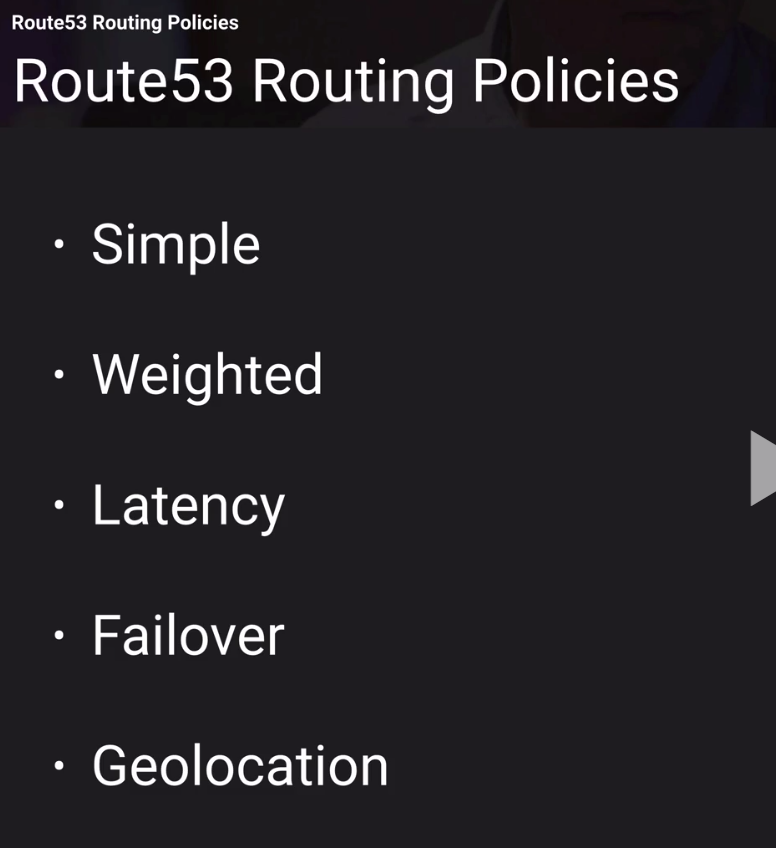 Route53 Routing Policies
Route53 Routing Policies
• Simple
• Weighted
• Latency
• Failover
• Geolocation